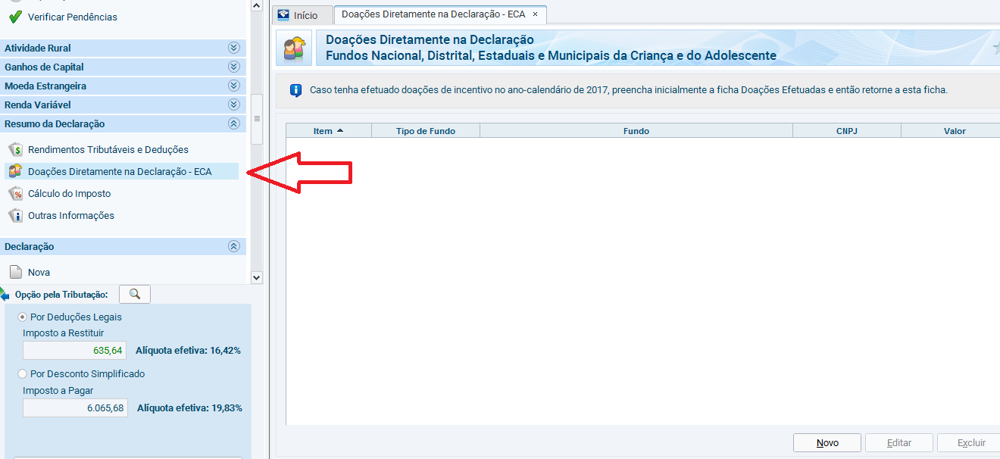 Verificar Pendências
Atividade Rural
Ganhos de Capital
Moeda Estrangeira
Renda Variável
Resumo da Declaração
Rendimentos Tributáveis e Deduções
Doações Diretamente na Declaração - ECA
Cálculo do Imposto
Outras Informações
Declaração
Nova
Opção pela Tributação:
Por Deduções Legais
Imposto a Restituir
635,64 Alíquota efetiva: 16,42%
Por Desconto Simplificado
Imposto a Pagar
6.065,68 Alíquota efetiva: 19,83%
Início Doações Diretamente na Declaração - ECA ×
Doações Diretamente na Declaração
Fundos Nacional, Distrital, Estaduais e Municipais da Criança e do Adolescente
Caso tenha efetuado doações de incentivo no ano-calendário de 2017, preencha inicialmente a ficha Doações Efetuadas e então retorne a esta ficha.
Item Tipo de Fundo Fundo CNPJ Valor
Novo Editar Excluir